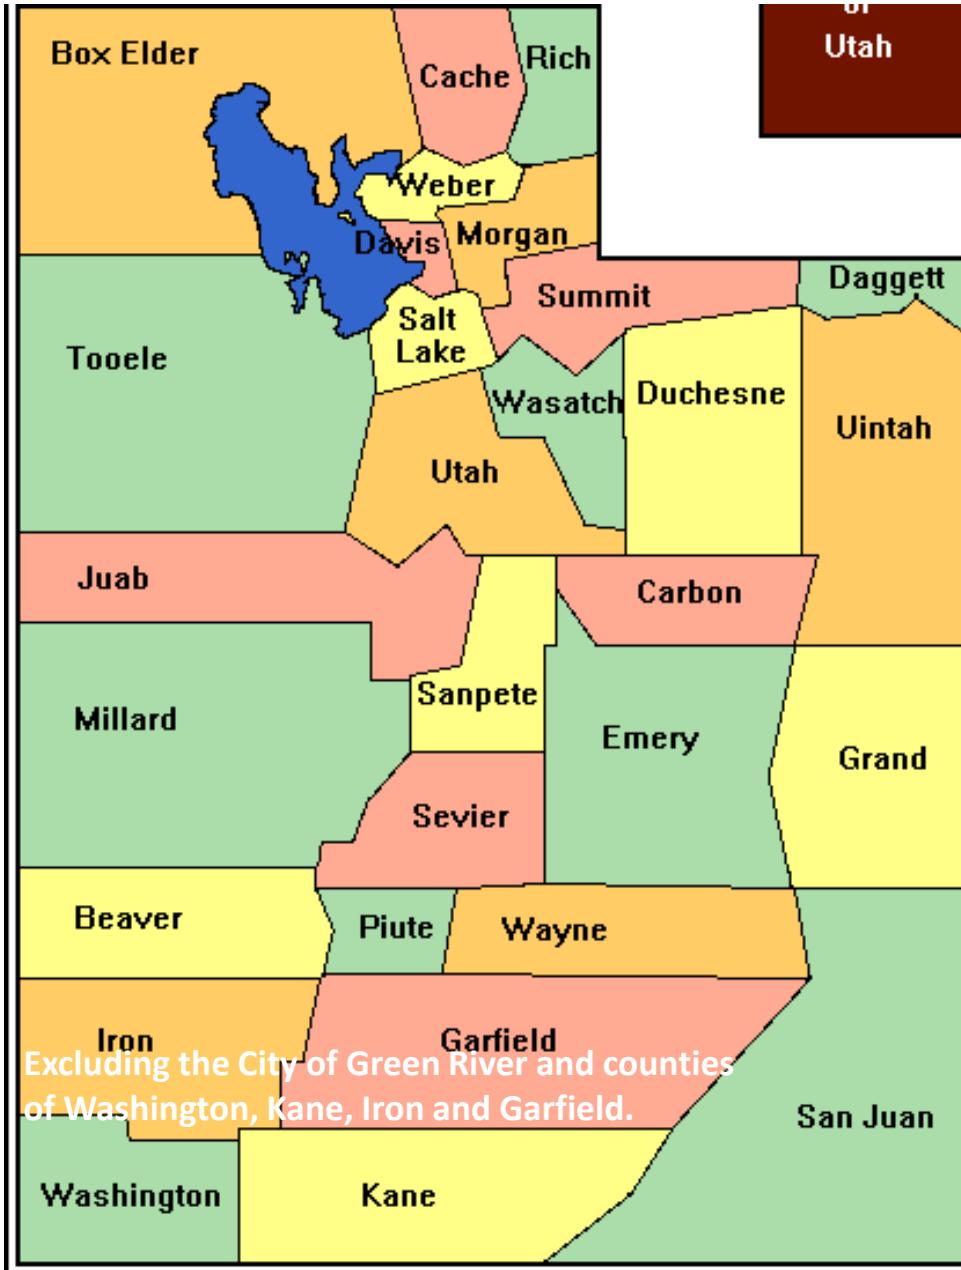 or
Utah
Box Elder
Cache
Rich
Weber
Davis
Morgan
Summit
Daggett
Salt
Lake
Tooele
Wasatch
Duchesne
Uintah
Utah
Juab
Carbon
Sanpete
Millard
Emery
Grand
Sevier
Beaver
Piute
Wayne
Iron
Garfield
Excluding the City of Green River and counties
of Washington, Kane, Iron and Garfield.
San Juan
Washington
Kane